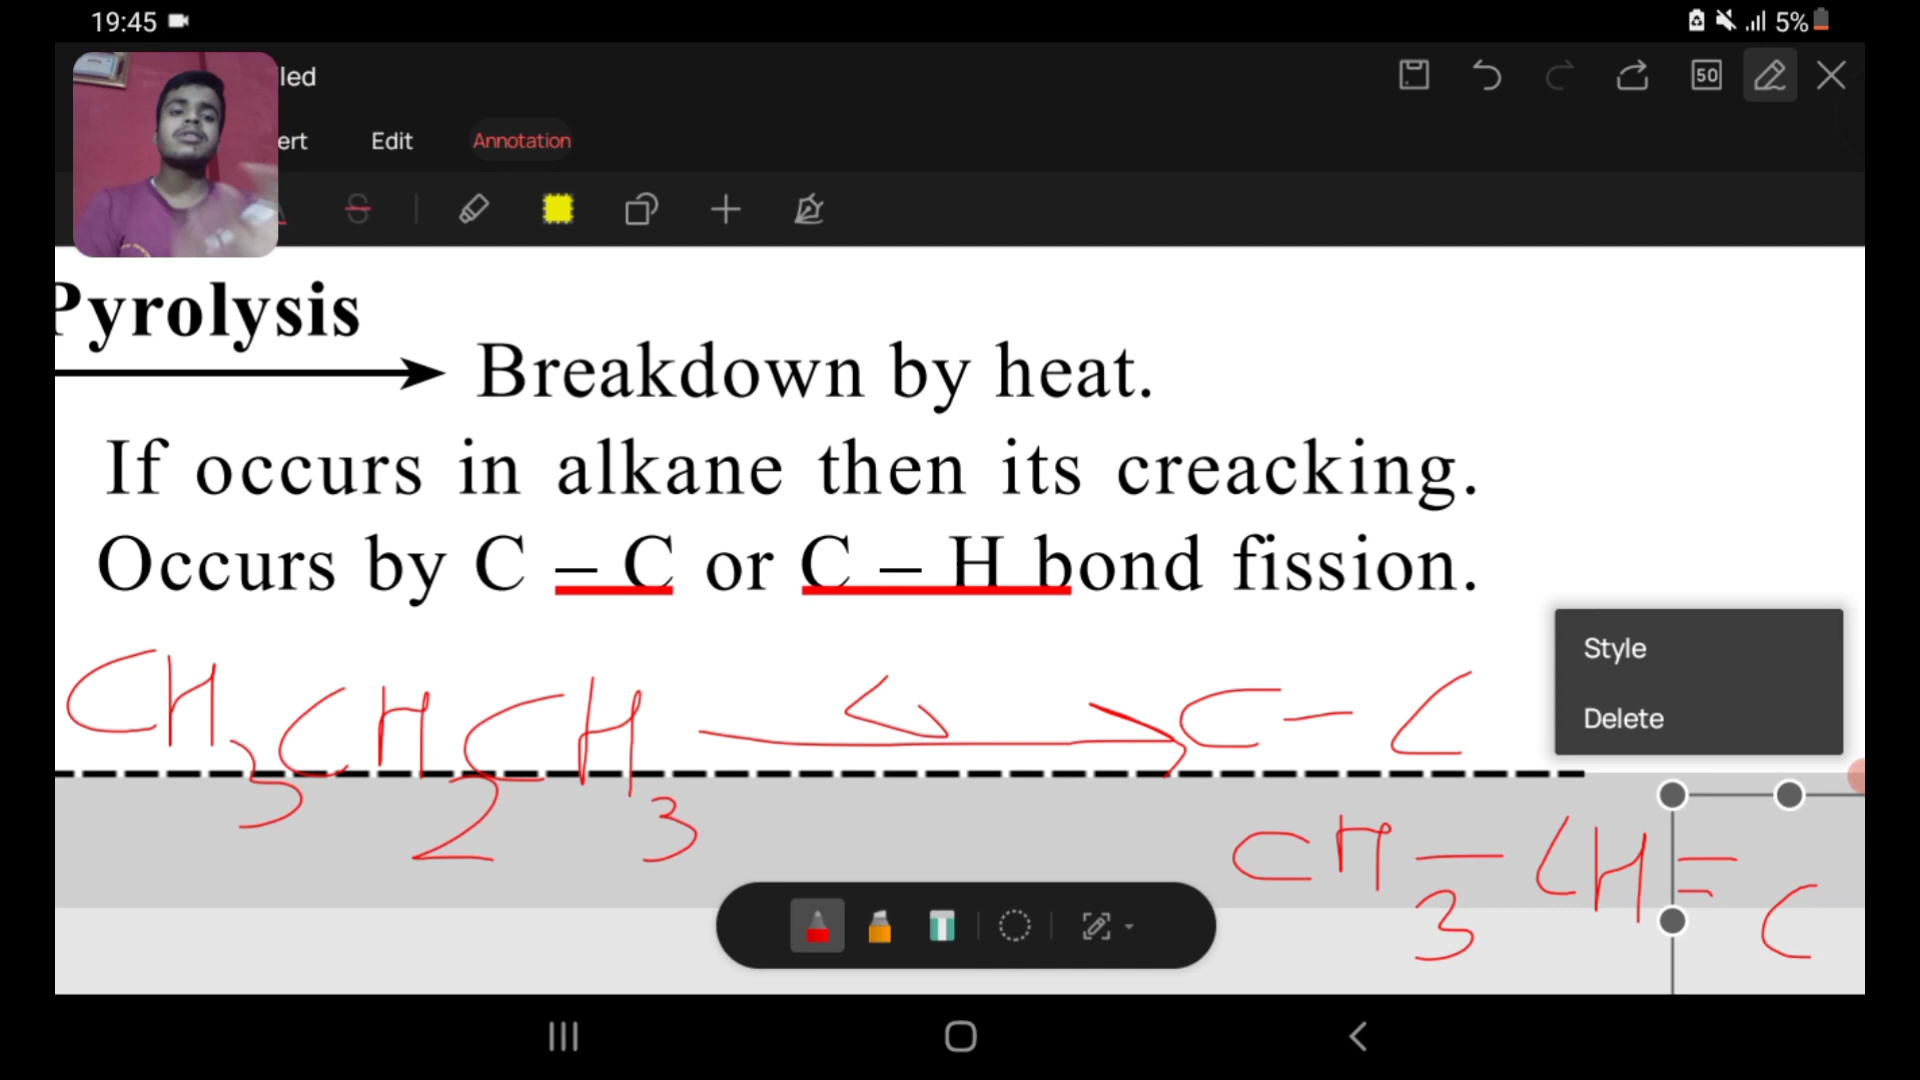 19:45 5%
led
50
ert Edit Annotation
Pyrolysis
Breakdown by heat.
If occurs in alkane then its creacking.
Occurs by C – C or C – H bond fission.
Style
Delete
CH3CH2CH3 C – C
CH3 – CH = C